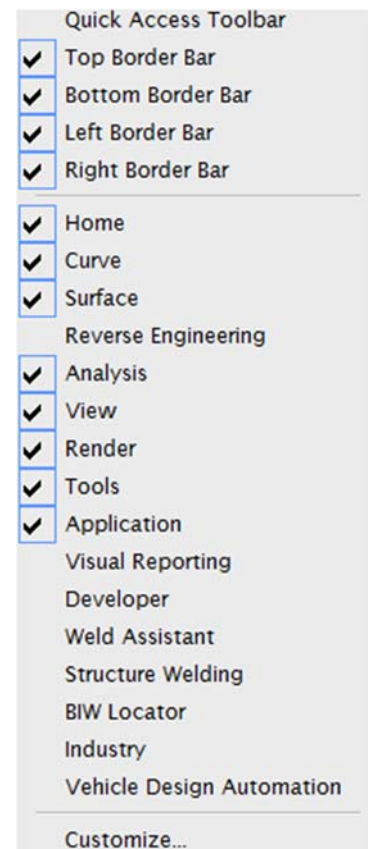 Quick Access Toolbar
Top Border Bar
Bottom Border Bar
Left Border Bar
Right Border Bar
Home
Curve
Surface
Reverse Engineering
Analysis
View
Render
Tools
Application
Visual Reporting
Developer
Weld Assistant
Structure Welding
BIW Locator
Industry
Vehicle Design Automation
Customize...